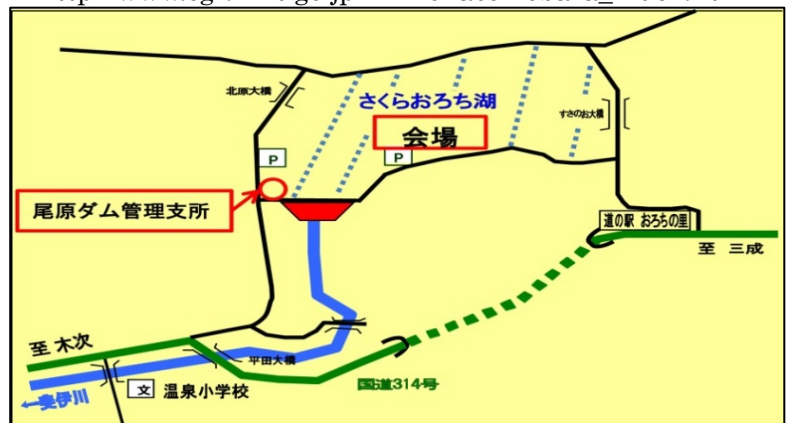 北原大橋
さくらおろち湖
すさのお大橋
会場
P
P
尾原ダム管理支所
道の駅 おろちの里
至 三成
至 木次
平田大橋
国道314号
文 温泉小学校
←斐伊川